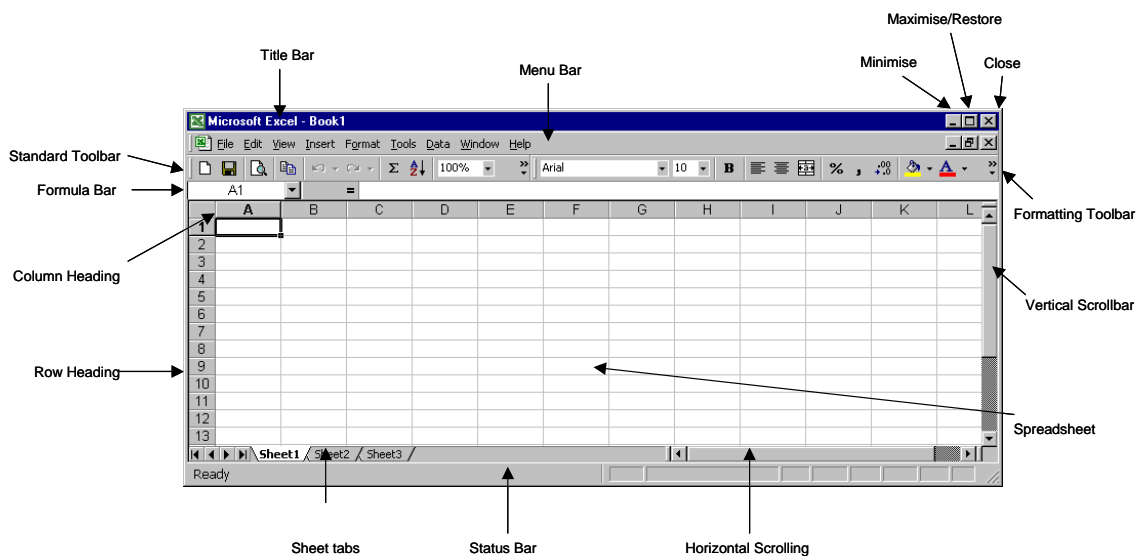 Maximise/Restore
Title Bar
Menu Bar
Minimise
Close
Microsoft Excel - Book1
File Edit View Insert Format Tools Data Window Help
Standard Toolbar
100%
Arial
10
B
%
,
A
Formula Bar
A1
=
A B C D E F G H I J K L
Formatting Toolbar
1
2
3
Column Heading
4
5
Vertical Scrollbar
6
7
8
Row Heading
9
10
11
12
Spreadsheet
13
Sheet1 Sheet2 Sheet3
Ready
Sheet tabs
Status Bar
Horizontal Scrolling